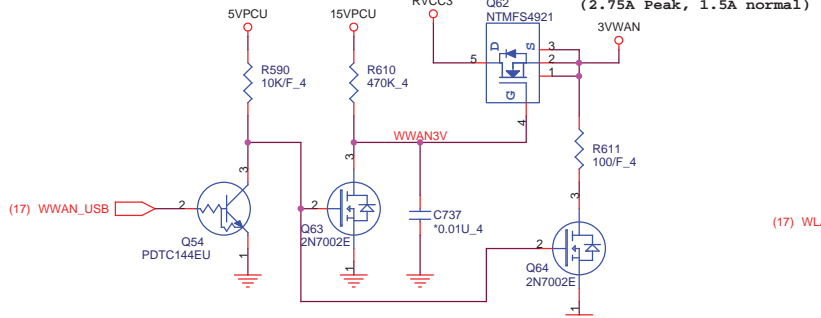 Q62
RVCC3
NTMFS4921
(2.75A Peak, 1.5A normal)
5VPCU
15VPCU
3VWAN
D
S
3
2
1
5
G
4
R590
10K/F_4
R610
470K_4
WWAN3V
R611
100/F_4
3
3
3
(17) WWAN_USB
2
2
C737
*0.01U_4
(17) WL
Q54
PDTC144EU
Q63
2N7002E
2
Q64
2N7002E
1
1
1